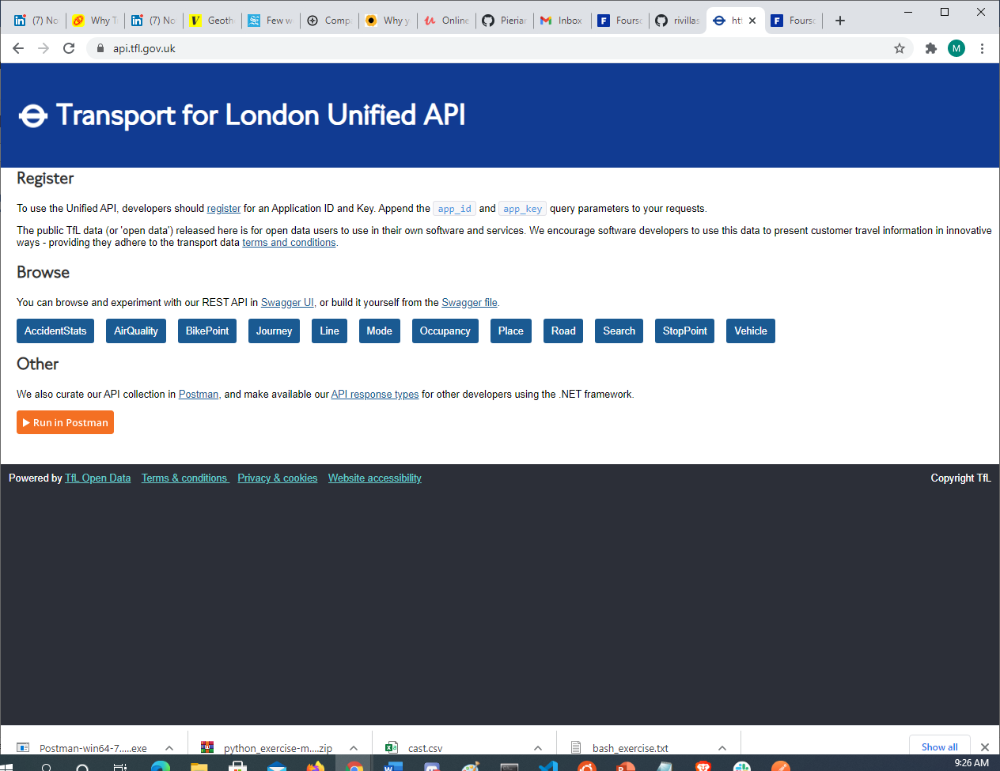 (7) No
Why T
(7) No
Geoth
Few w
Comp
Why y
Online
Pierian
Inbox
Foursc
rivillas
htt
Foursc
api.tfl.gov.uk
M
Transport for London Unified API
Register
To use the Unified API, developers should register for an Application ID and Key. Append the app_id and app_key query parameters to your requests.
The public TfL data (or 'open data') released here is for open data users to use in their own software and services. We encourage software developers to use this data to present customer travel information in innovative
ways - providing they adhere to the transport data terms and conditions.
Browse
You can browse and experiment with our REST API in Swagger UI, or build it yourself from the Swagger file.
AccidentStats AirQuality BikePoint Journey Line Mode Occupancy Place Road Search StopPoint Vehicle
Other
We also curate our API collection in Postman, and make available our API response types for other developers using the .NET framework.
Run in Postman
Powered by TfL Open Data Terms & conditions Privacy & cookies Website accessibility Copyright TfL
Postman-win64-7.....exe python_exercise-m....zip cast.csv bash_exercise.txt Show all
9:26 AM